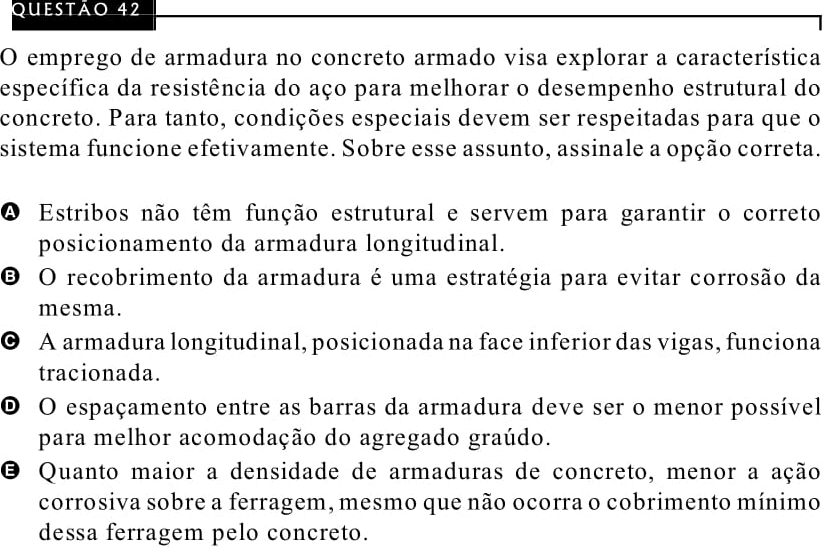 QUESTÃO 42
O emprego de armadura no concreto armado visa explorar a característica
específica da resistência do aço para melhorar o desempenho estrutural do
concreto. Para tanto, condições especiais devem ser respeitadas para que o
sistema funcione efetivamente. Sobre esse assunto, assinale a opção correta.
A Estribos não têm função estrutural e servem para garantir o correto
posicionamento da armadura longitudinal.
B O recobrimento da armadura é uma estratégia para evitar corrosão da
mesma.
C A armadura longitudinal, posicionada na face inferior das vigas, funciona
tracionada.
D O espaçamento entre as barras da armadura deve ser o menor possível
para melhor acomodação do agregado graúdo.
E Quanto maior a densidade de armaduras de concreto, menor a ação
corrosiva sobre a ferragem, mesmo que não ocorra o cobrimento mínimo
dessa ferragem pelo concreto.